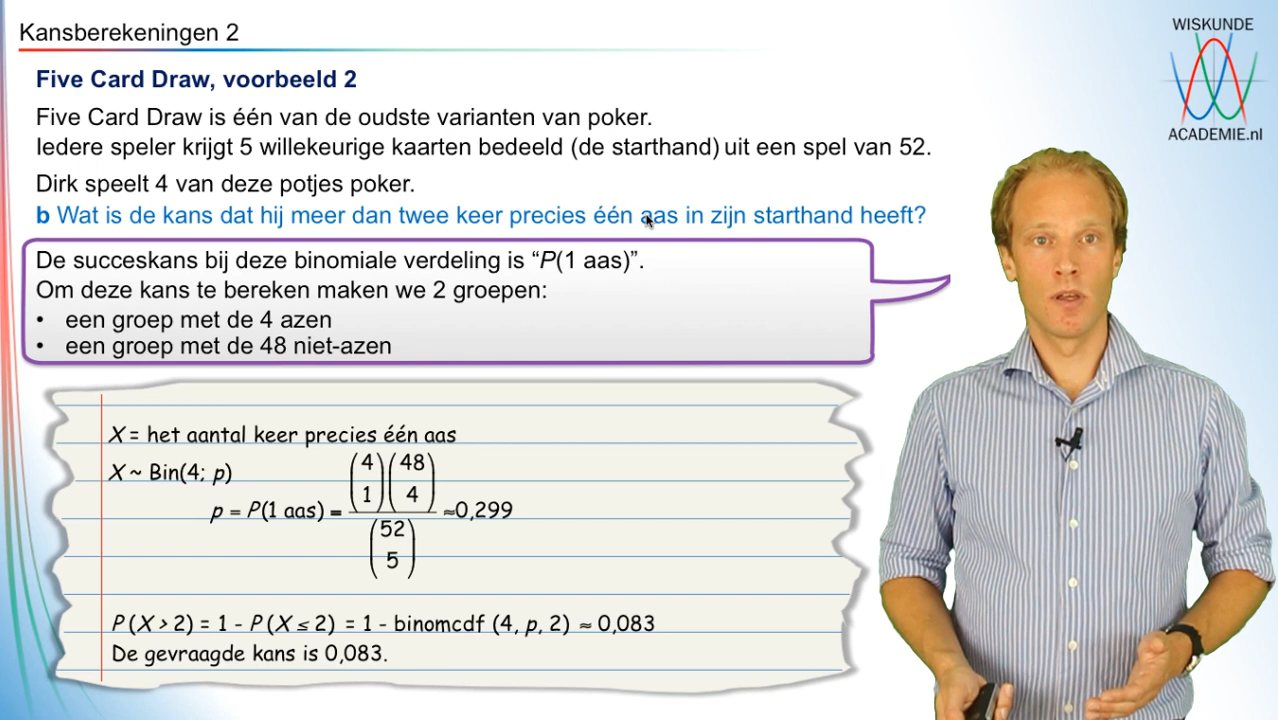 Kansberekeningen 2
WISKUNDE
ACADEMIE.nl
Five Card Draw, voorbeeld 2
Five Card Draw is één van de oudste varianten van poker.
Iedere speler krijgt 5 willekeurige kaarten bedeeld (de starthand) uit een spel van 52.
Dirk speelt 4 van deze potjes poker.
b Wat is de kans dat hij meer dan twee keer precies één aas in zijn starthand heeft?
De succeskans bij deze binomiale verdeling is “P(1 aas)”.
Om deze kans te bereken maken we 2 groepen:
• een groep met de 4 azen
• een groep met de 48 niet-azen
X = het aantal keer precies één aas
X ~ Bin(4; p)
p = P(1 aas) = (4 1)(48 4) / (52 5) ≈0,299
P(X > 2) = 1 - P(X ≤ 2) = 1 - binomcdf (4, p, 2) ≈ 0,083
De gevraagde kans is 0,083.